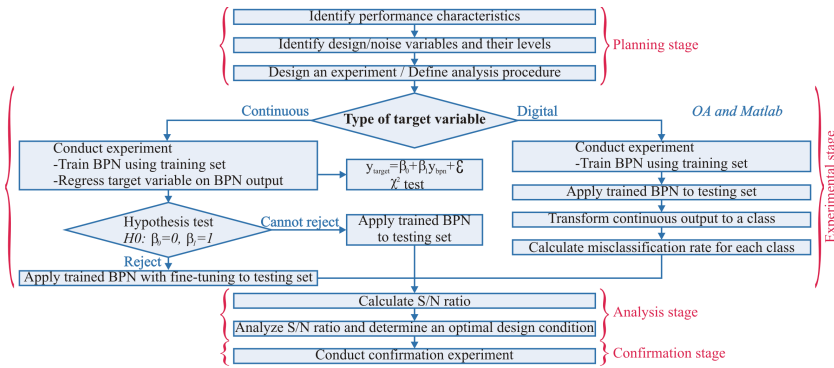 Identify performance characteristics
Identify design/noise variables and their levels
Design an experiment / Define analysis procedure
Planning stage
Continuous
Type of target variable
Digital
OA and Matlab
Conduct experiment
-Train BPN using training set
-Regress target variable on BPN output
y_target=β₀+β₁y_bpn+ε
χ² test
Conduct experiment
-Train BPN using training set
Apply trained BPN to testing set
Transform continuous output to a class
Calculate misclassification rate for each class
Hypothesis test
H0: β₀=0, β₁=1
Cannot reject
Apply trained BPN
to testing set
Reject
Apply trained BPN with fine-tuning to testing set
Experimental stage
Calculate S/N ratio
Analyze S/N ratio and determine an optimal design condition
Analysis stage
Conduct confirmation experiment
Confirmation stage